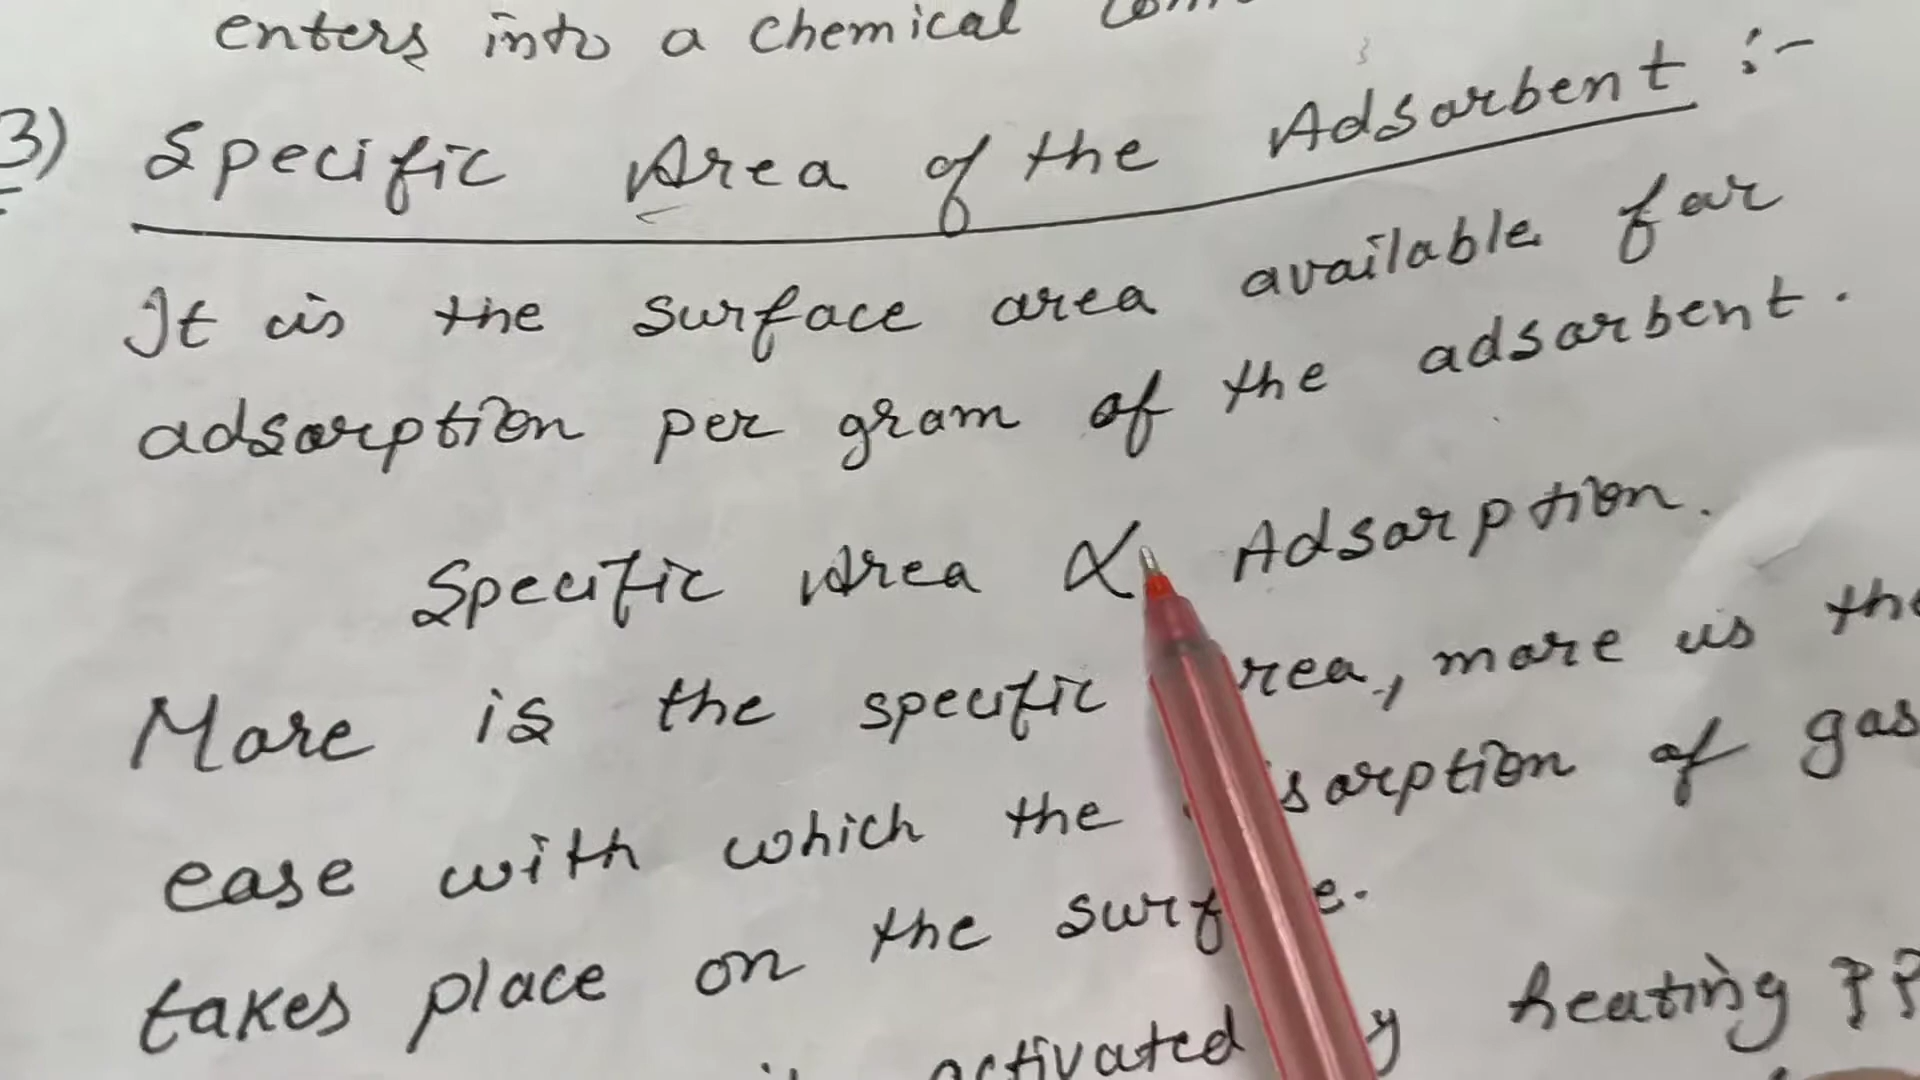 enters into a chemical
3) Specific Area of the Adsorbent :-
It is the surface area available for
adsorption per gram of the adsorbent.
Specific Area ∝ Adsorption.
More is the specific rea, more is the
ease with which the sorption of gas
takes place on the surf e.
activated y heating ??